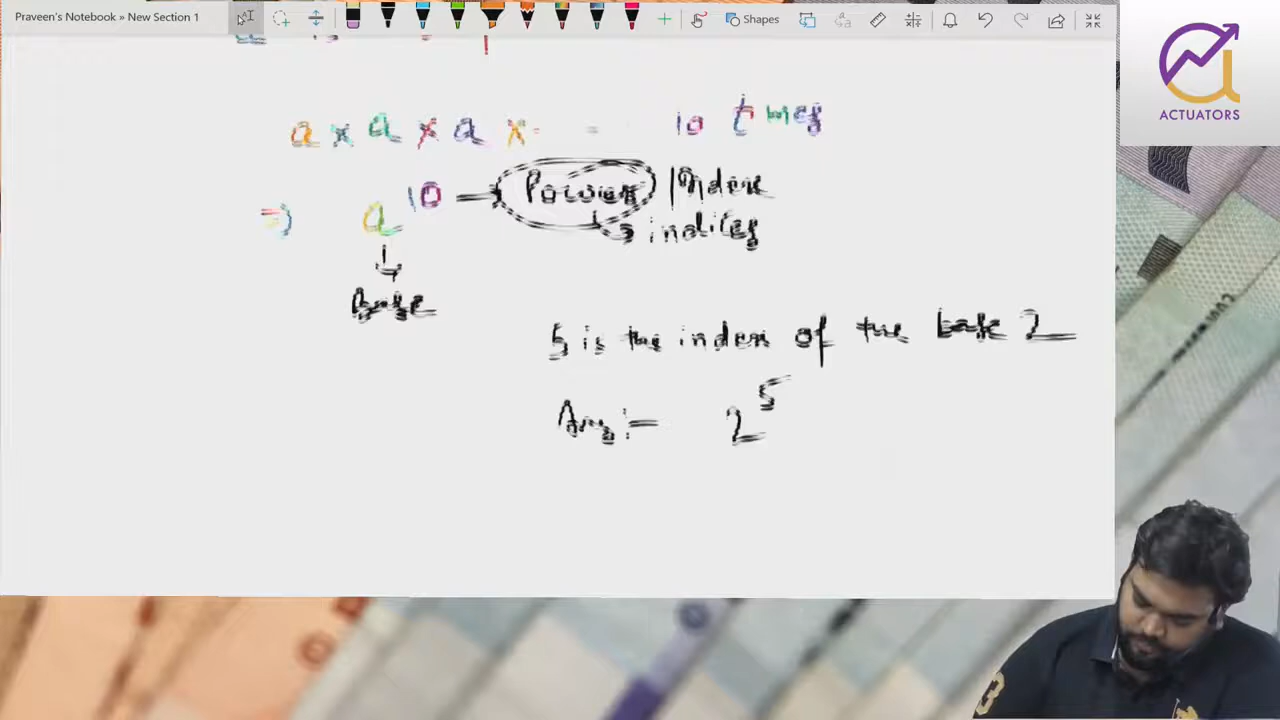 Praveen's Notebook » New Section 1
Shapes
ACTUATORS
a x a x a x - - 10 times
⇒ a^10 → Power / Index
→ indices
↳ Base
5 is the index of the base 2
Ans:- 2^5